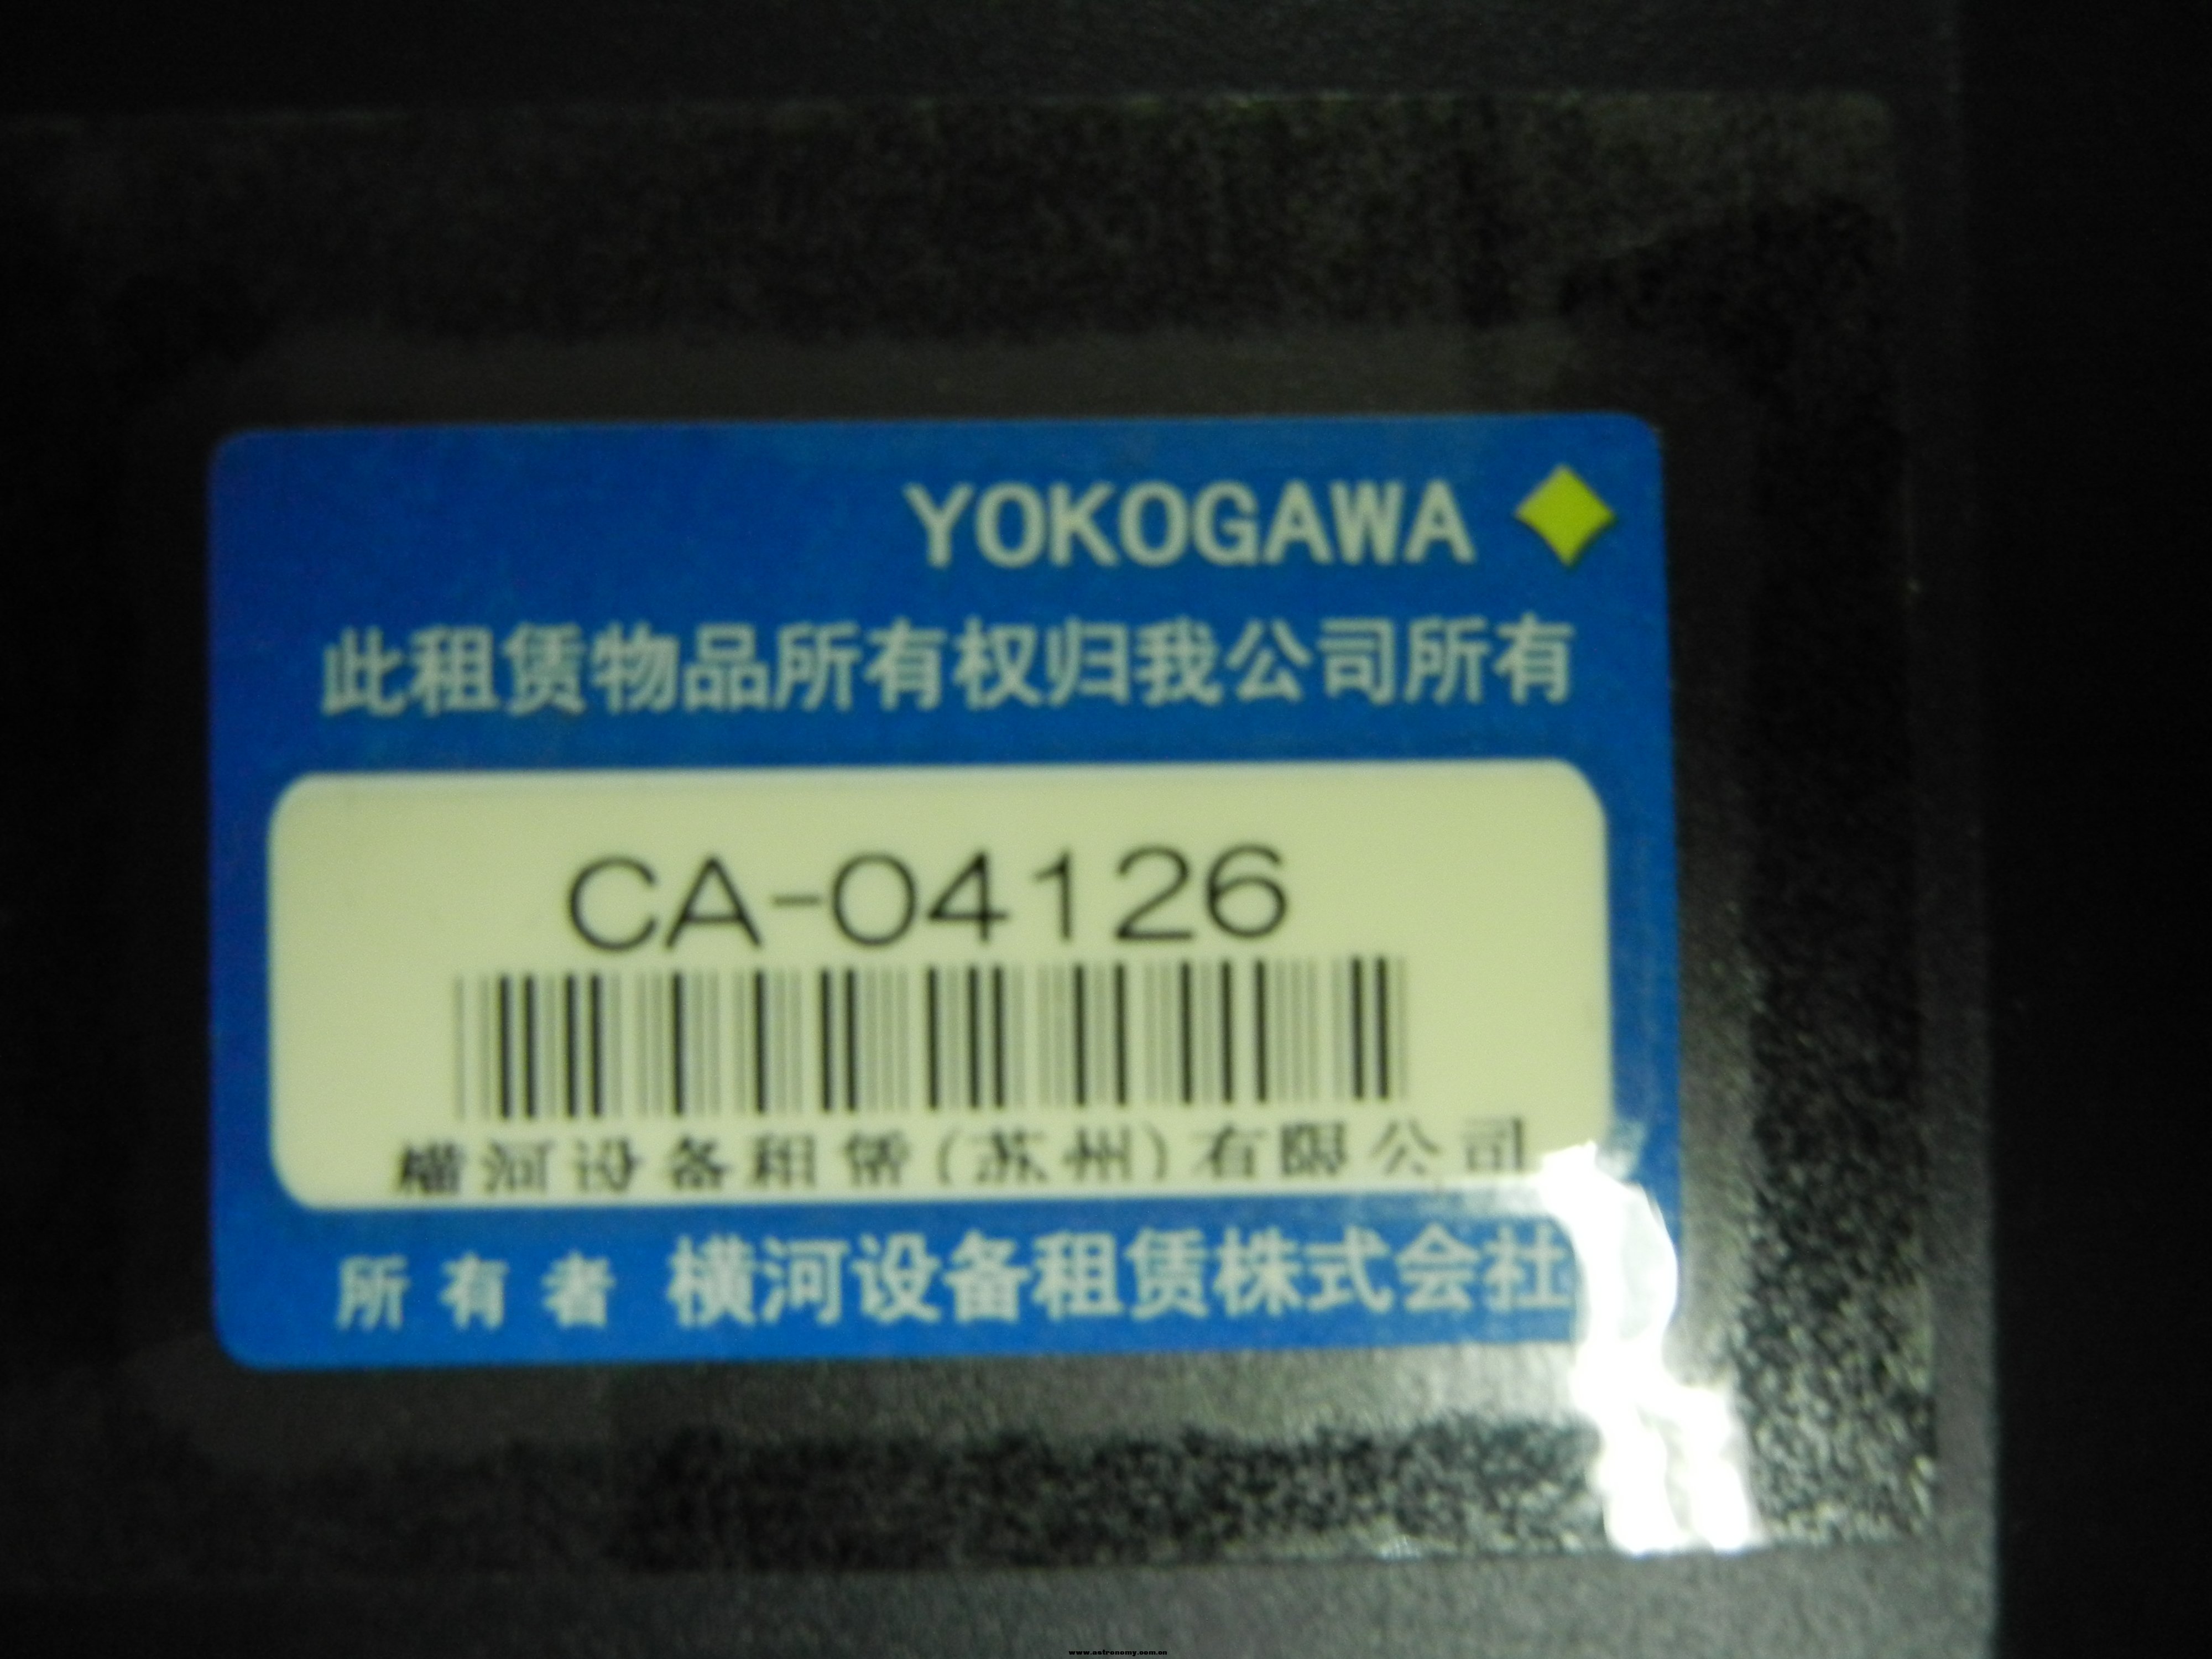 YOKOGAWA
此租赁物品所有权归我公司所有
CA-04126
横河设备租赁(苏州)有限公司
所有者 横河设备租赁株式会社
www.astronomy.com.cn